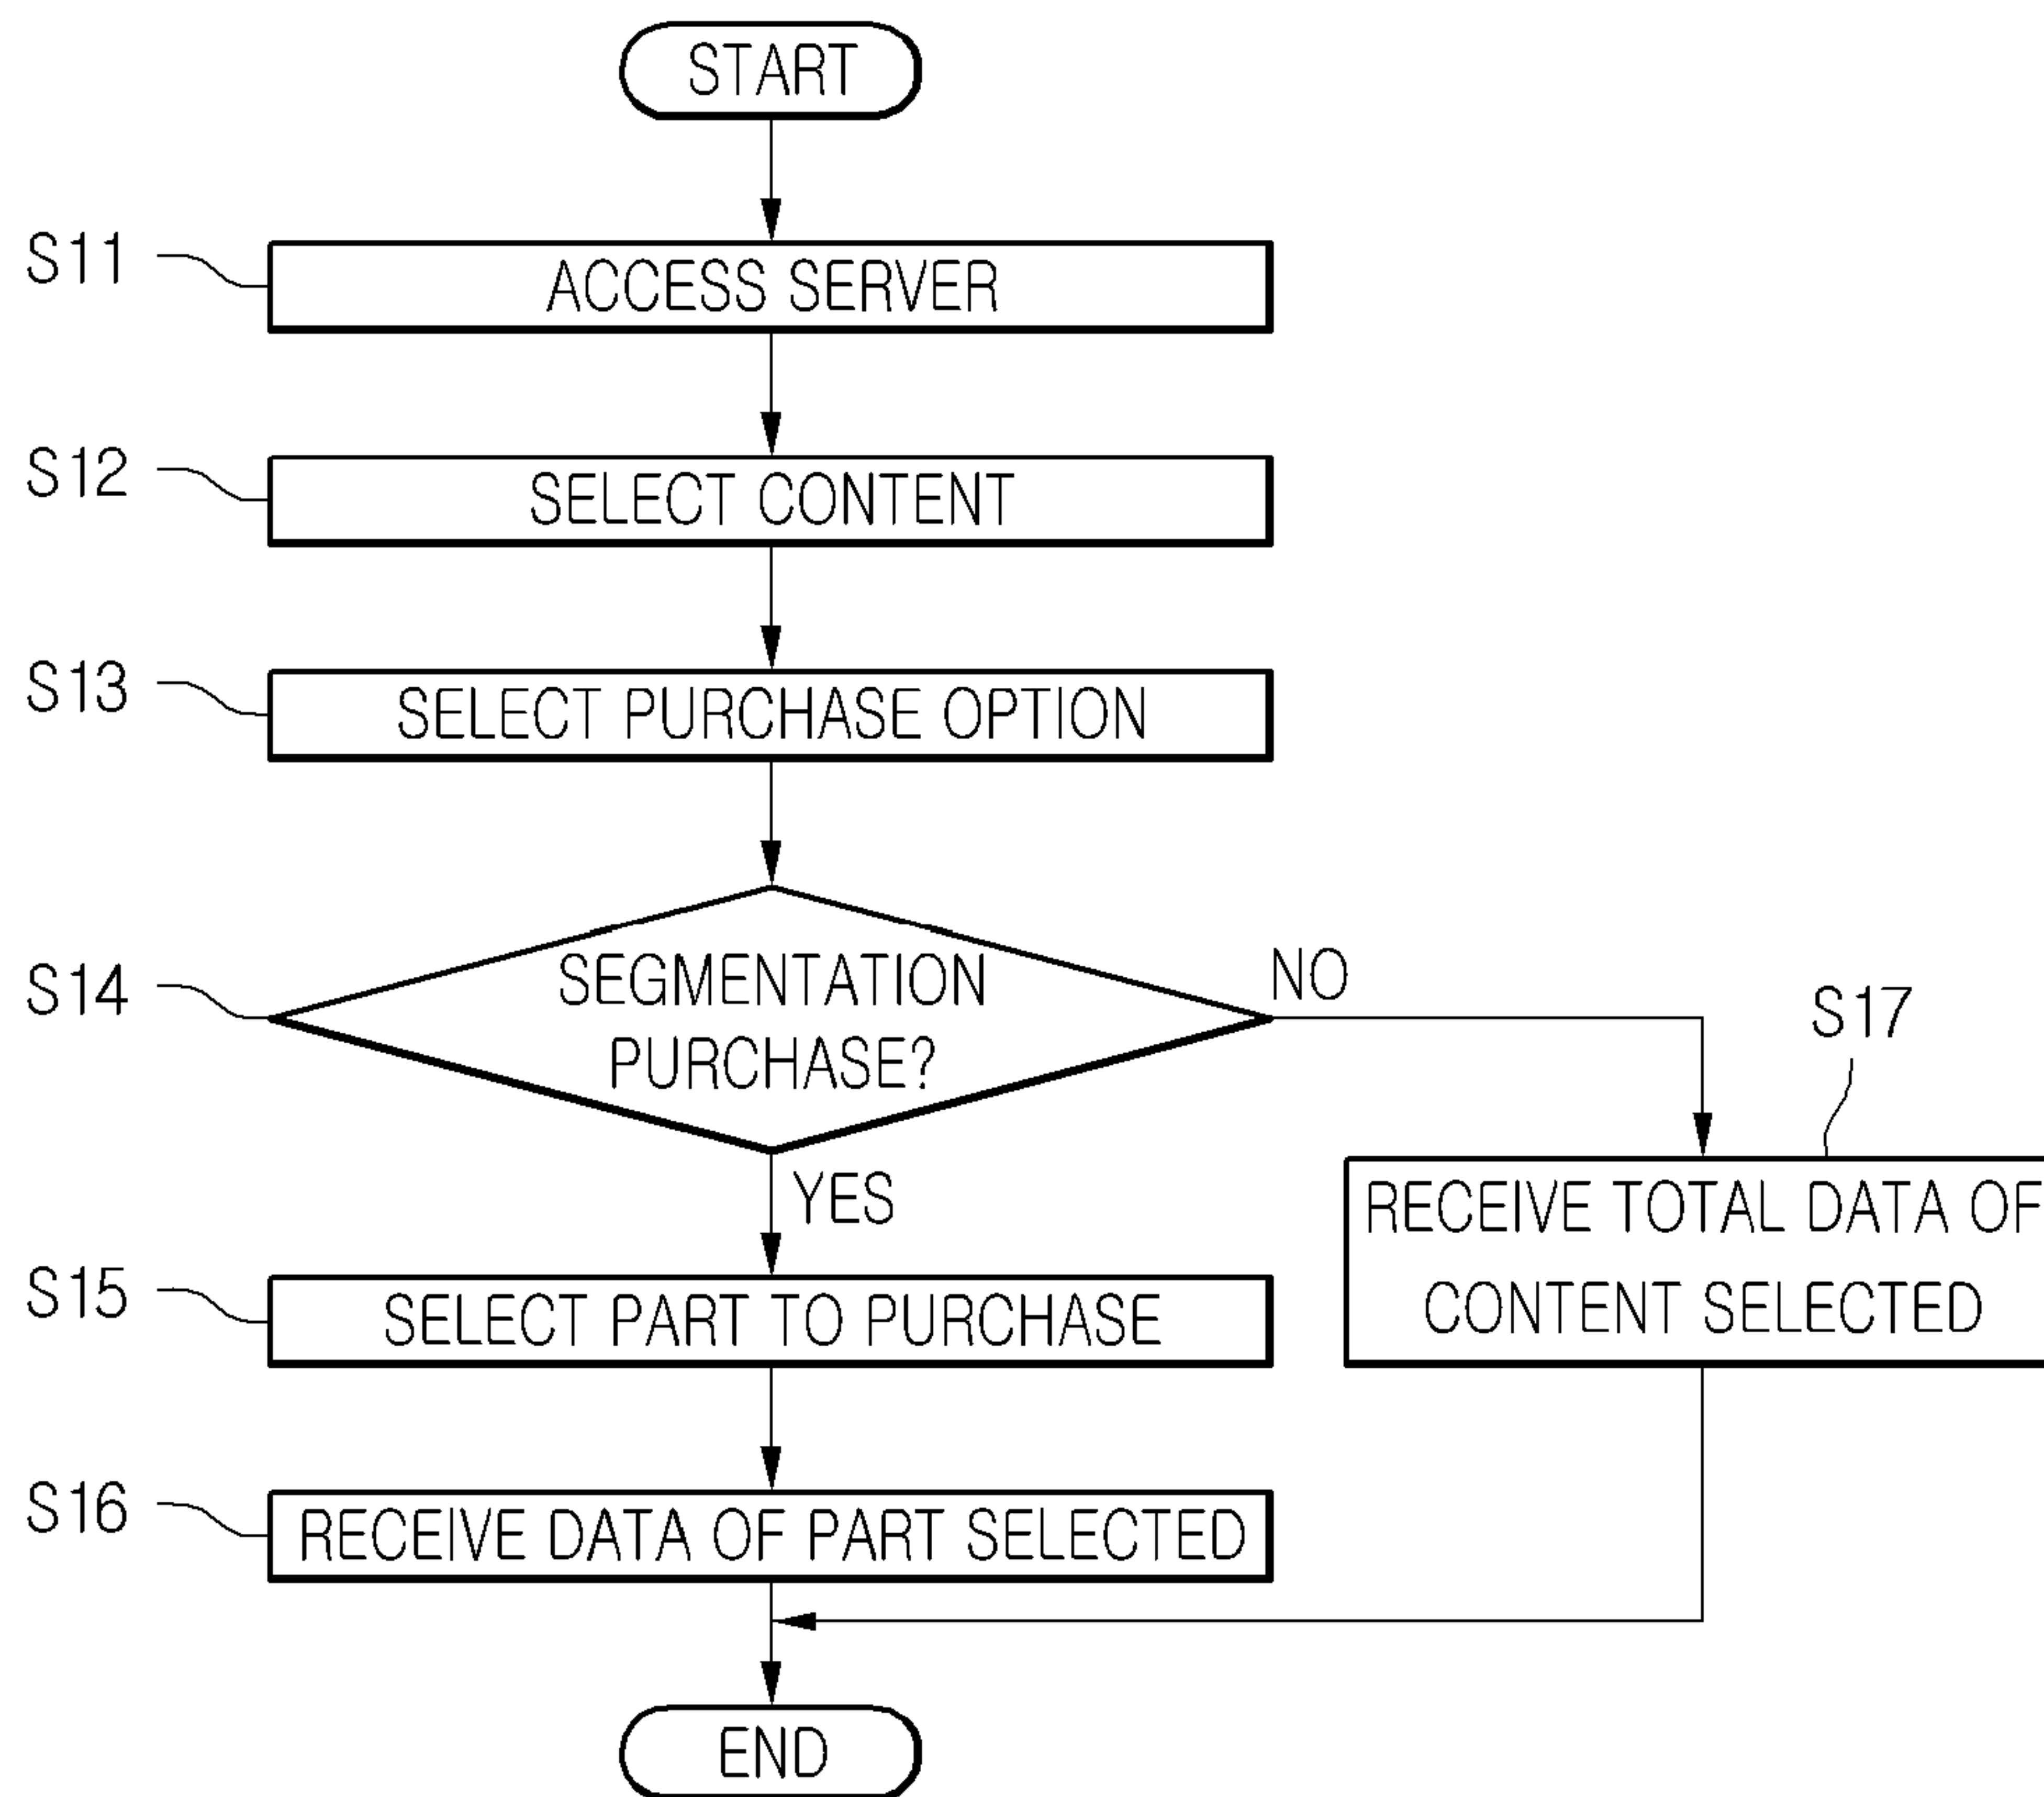 START
S11
ACCESS SERVER
S12
SELECT CONTENT
S13
SELECT PURCHASE OPTION
S14
SEGMENTATION
PURCHASE?
NO
YES
S17
RECEIVE TOTAL DATA OF
CONTENT SELECTED
S15
SELECT PART TO PURCHASE
S16
RECEIVE DATA OF PART SELECTED
END